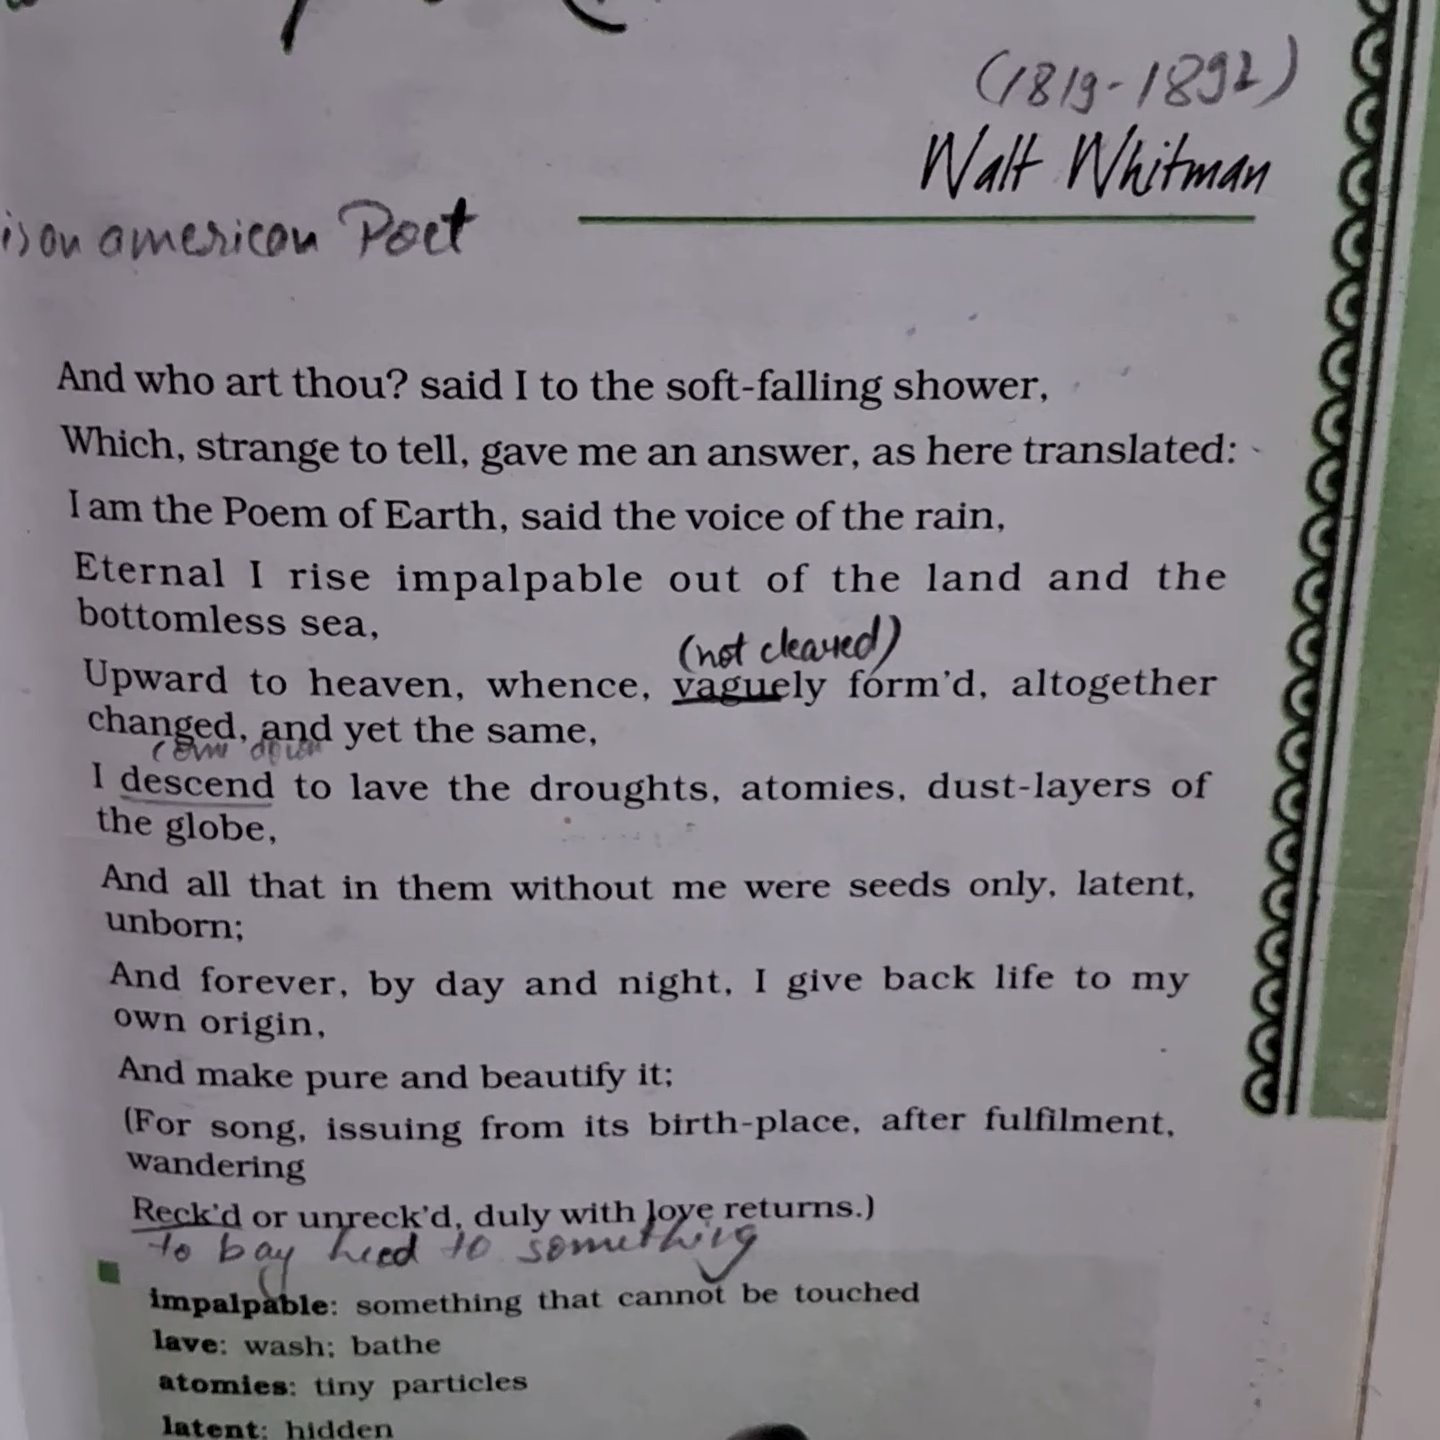 (1819-1892)
Walt Whitman
is an american Poet
And who art thou? said I to the soft-falling shower,
Which, strange to tell, gave me an answer, as here translated:
I am the Poem of Earth, said the voice of the rain,
Eternal I rise impalpable out of the land and the
bottomless sea,
(not cleared)
Upward to heaven, whence, vaguely form'd, altogether
changed, and yet the same,
come down
I descend to lave the droughts, atomies, dust-layers of
the globe,
And all that in them without me were seeds only, latent,
unborn;
And forever, by day and night, I give back life to my
own origin,
And make pure and beautify it;
(For song, issuing from its birth-place, after fulfilment,
wandering
Reck'd or unreck'd, duly with love returns.)
to bay heed to something
impalpable: something that cannot be touched
lave: wash; bathe
atomies: tiny particles
latent: hidden